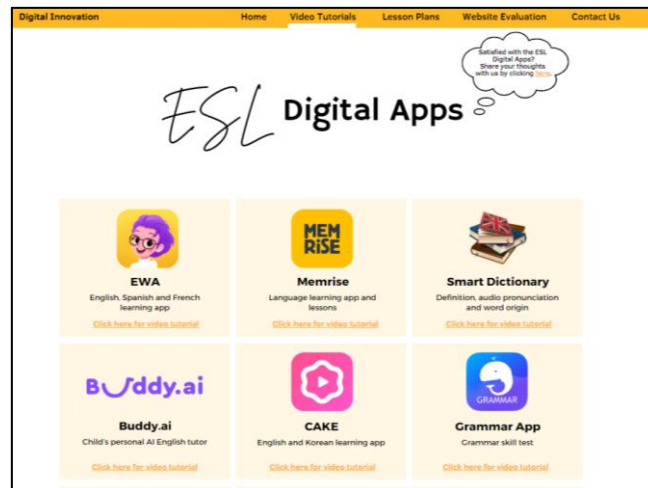 Digital Innovation
Home
Video Tutorials
Lesson Plans
Website Evaluation
Contact Us
Satisfied with the ESL
Digital Apps?
Share your thoughts
with us by clicking here.
ESL Digital Apps
MEM
RiSE
EWA
Memrise
Smart Dictionary
English, Spanish and French
learning app
Language learning app and
lessons
Definition, audio pronunciation
and word origin
Click here for video tutorial
Click here for video tutorial
Click here for video tutorial
Buddy.ai
GRAMMAR
Buddy.ai
CAKE
Grammar App
Child's personal AI English tutor
English and Korean learning app
Grammar skill test
Click here for video tutorial
Click here for video tutorial
Click here for video tutorial